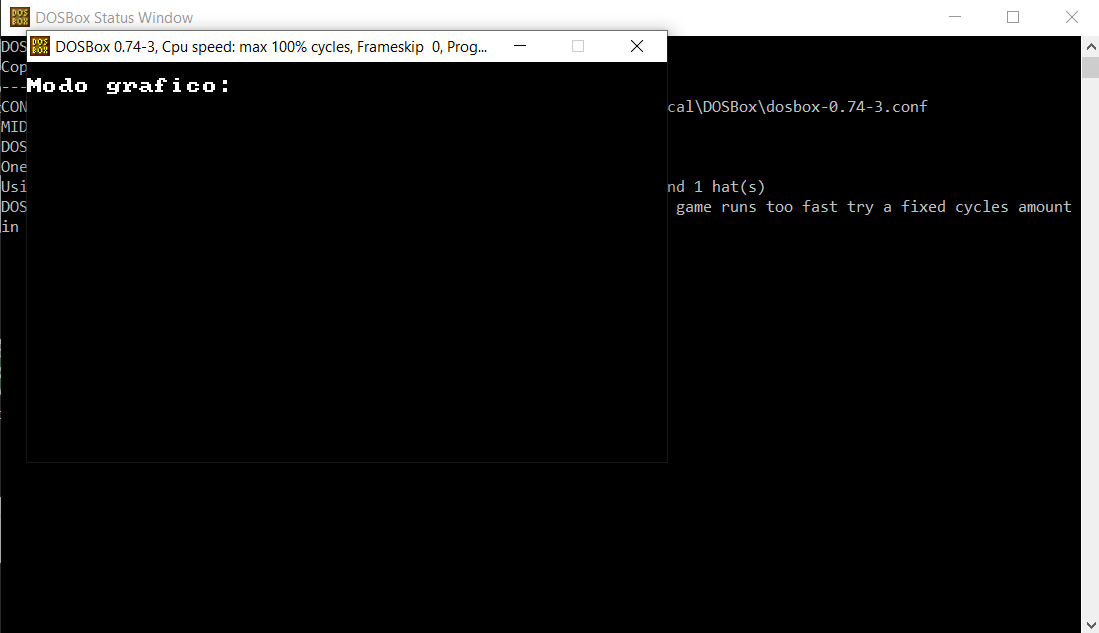 DOSBox Status Window
DOSBox 0.74-3, Cpu speed: max 100% cycles, Frameskip 0, Prog...
Modo grafico:
DOS
Cop
---
CON cal\DOSBox\dosbox-0.74-3.conf
MID
DOS
One
Usi nd 1 hat(s)
DOS game runs too fast try a fixed cycles amount
in